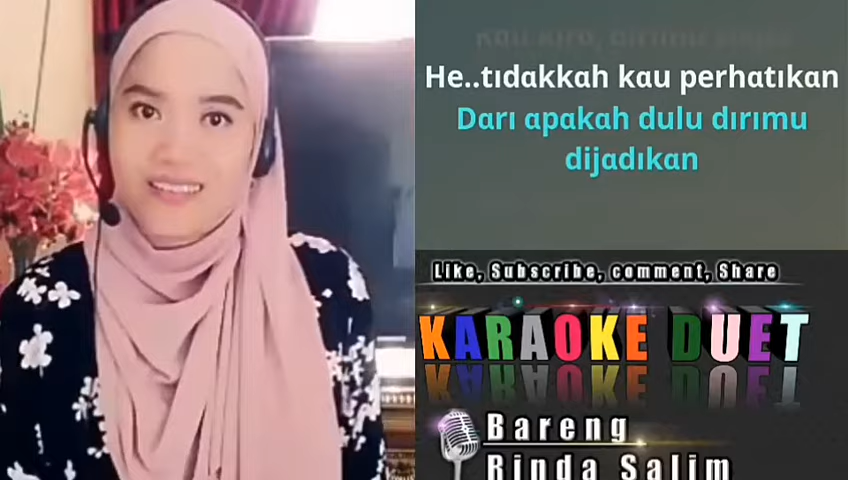 He..tıdakkah kau perhatıkan
Darı apakah dulu dırımu
dijadıkan
Like, Subscribe, comment, Share
KARAOKE DUET
Bareng
Rinda Salim